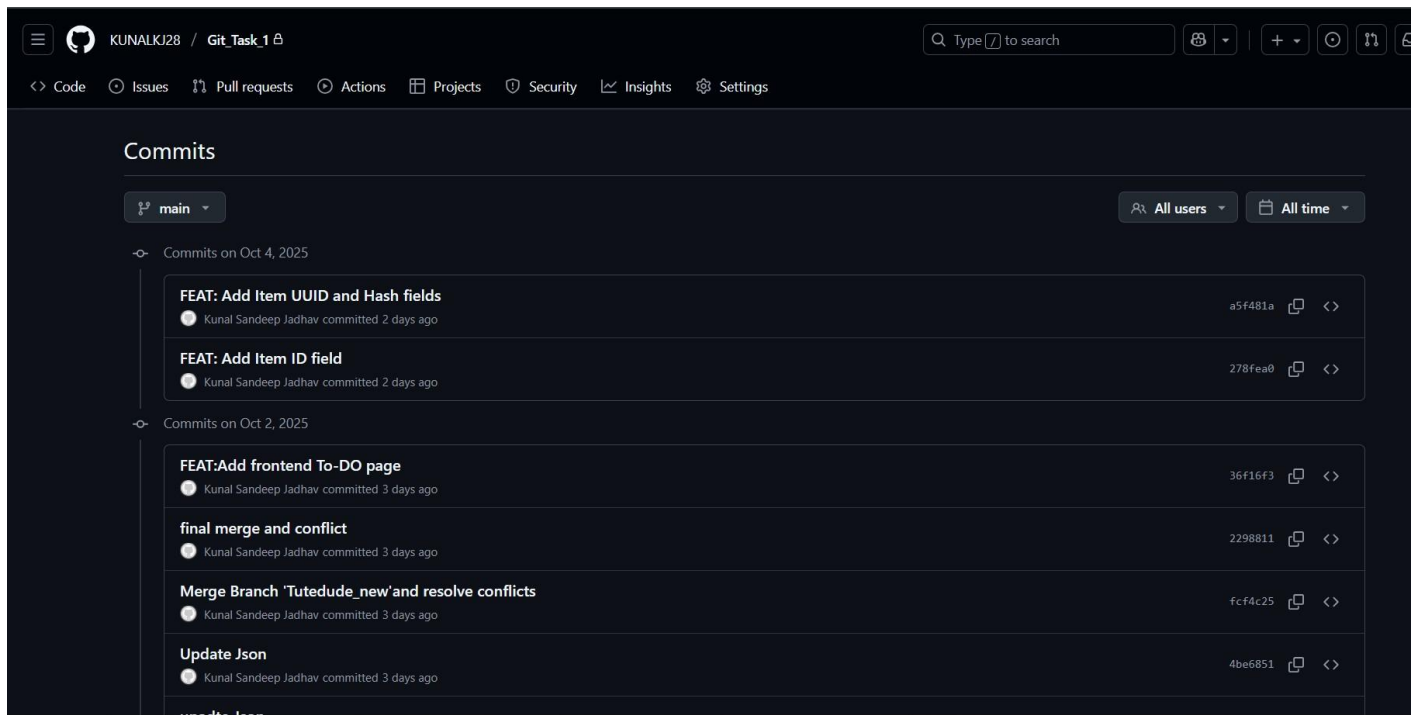 KUNALKJ28 / Git_Task_1
Type / to search
<> Code Issues Pull requests Actions Projects Security Insights Settings
Commits
main
All users All time
Commits on Oct 4, 2025
FEAT: Add Item UUID and Hash fields
Kunal Sandeep Jadhav committed 2 days ago
a5f481a
FEAT: Add Item ID field
Kunal Sandeep Jadhav committed 2 days ago
278fea0
Commits on Oct 2, 2025
FEAT:Add frontend To-DO page
Kunal Sandeep Jadhav committed 3 days ago
36f16f3
final merge and conflict
Kunal Sandeep Jadhav committed 3 days ago
2298811
Merge Branch 'Tutedude_new'and resolve conflicts
Kunal Sandeep Jadhav committed 3 days ago
fcf4c25
Update Json
Kunal Sandeep Jadhav committed 3 days ago
4be6851